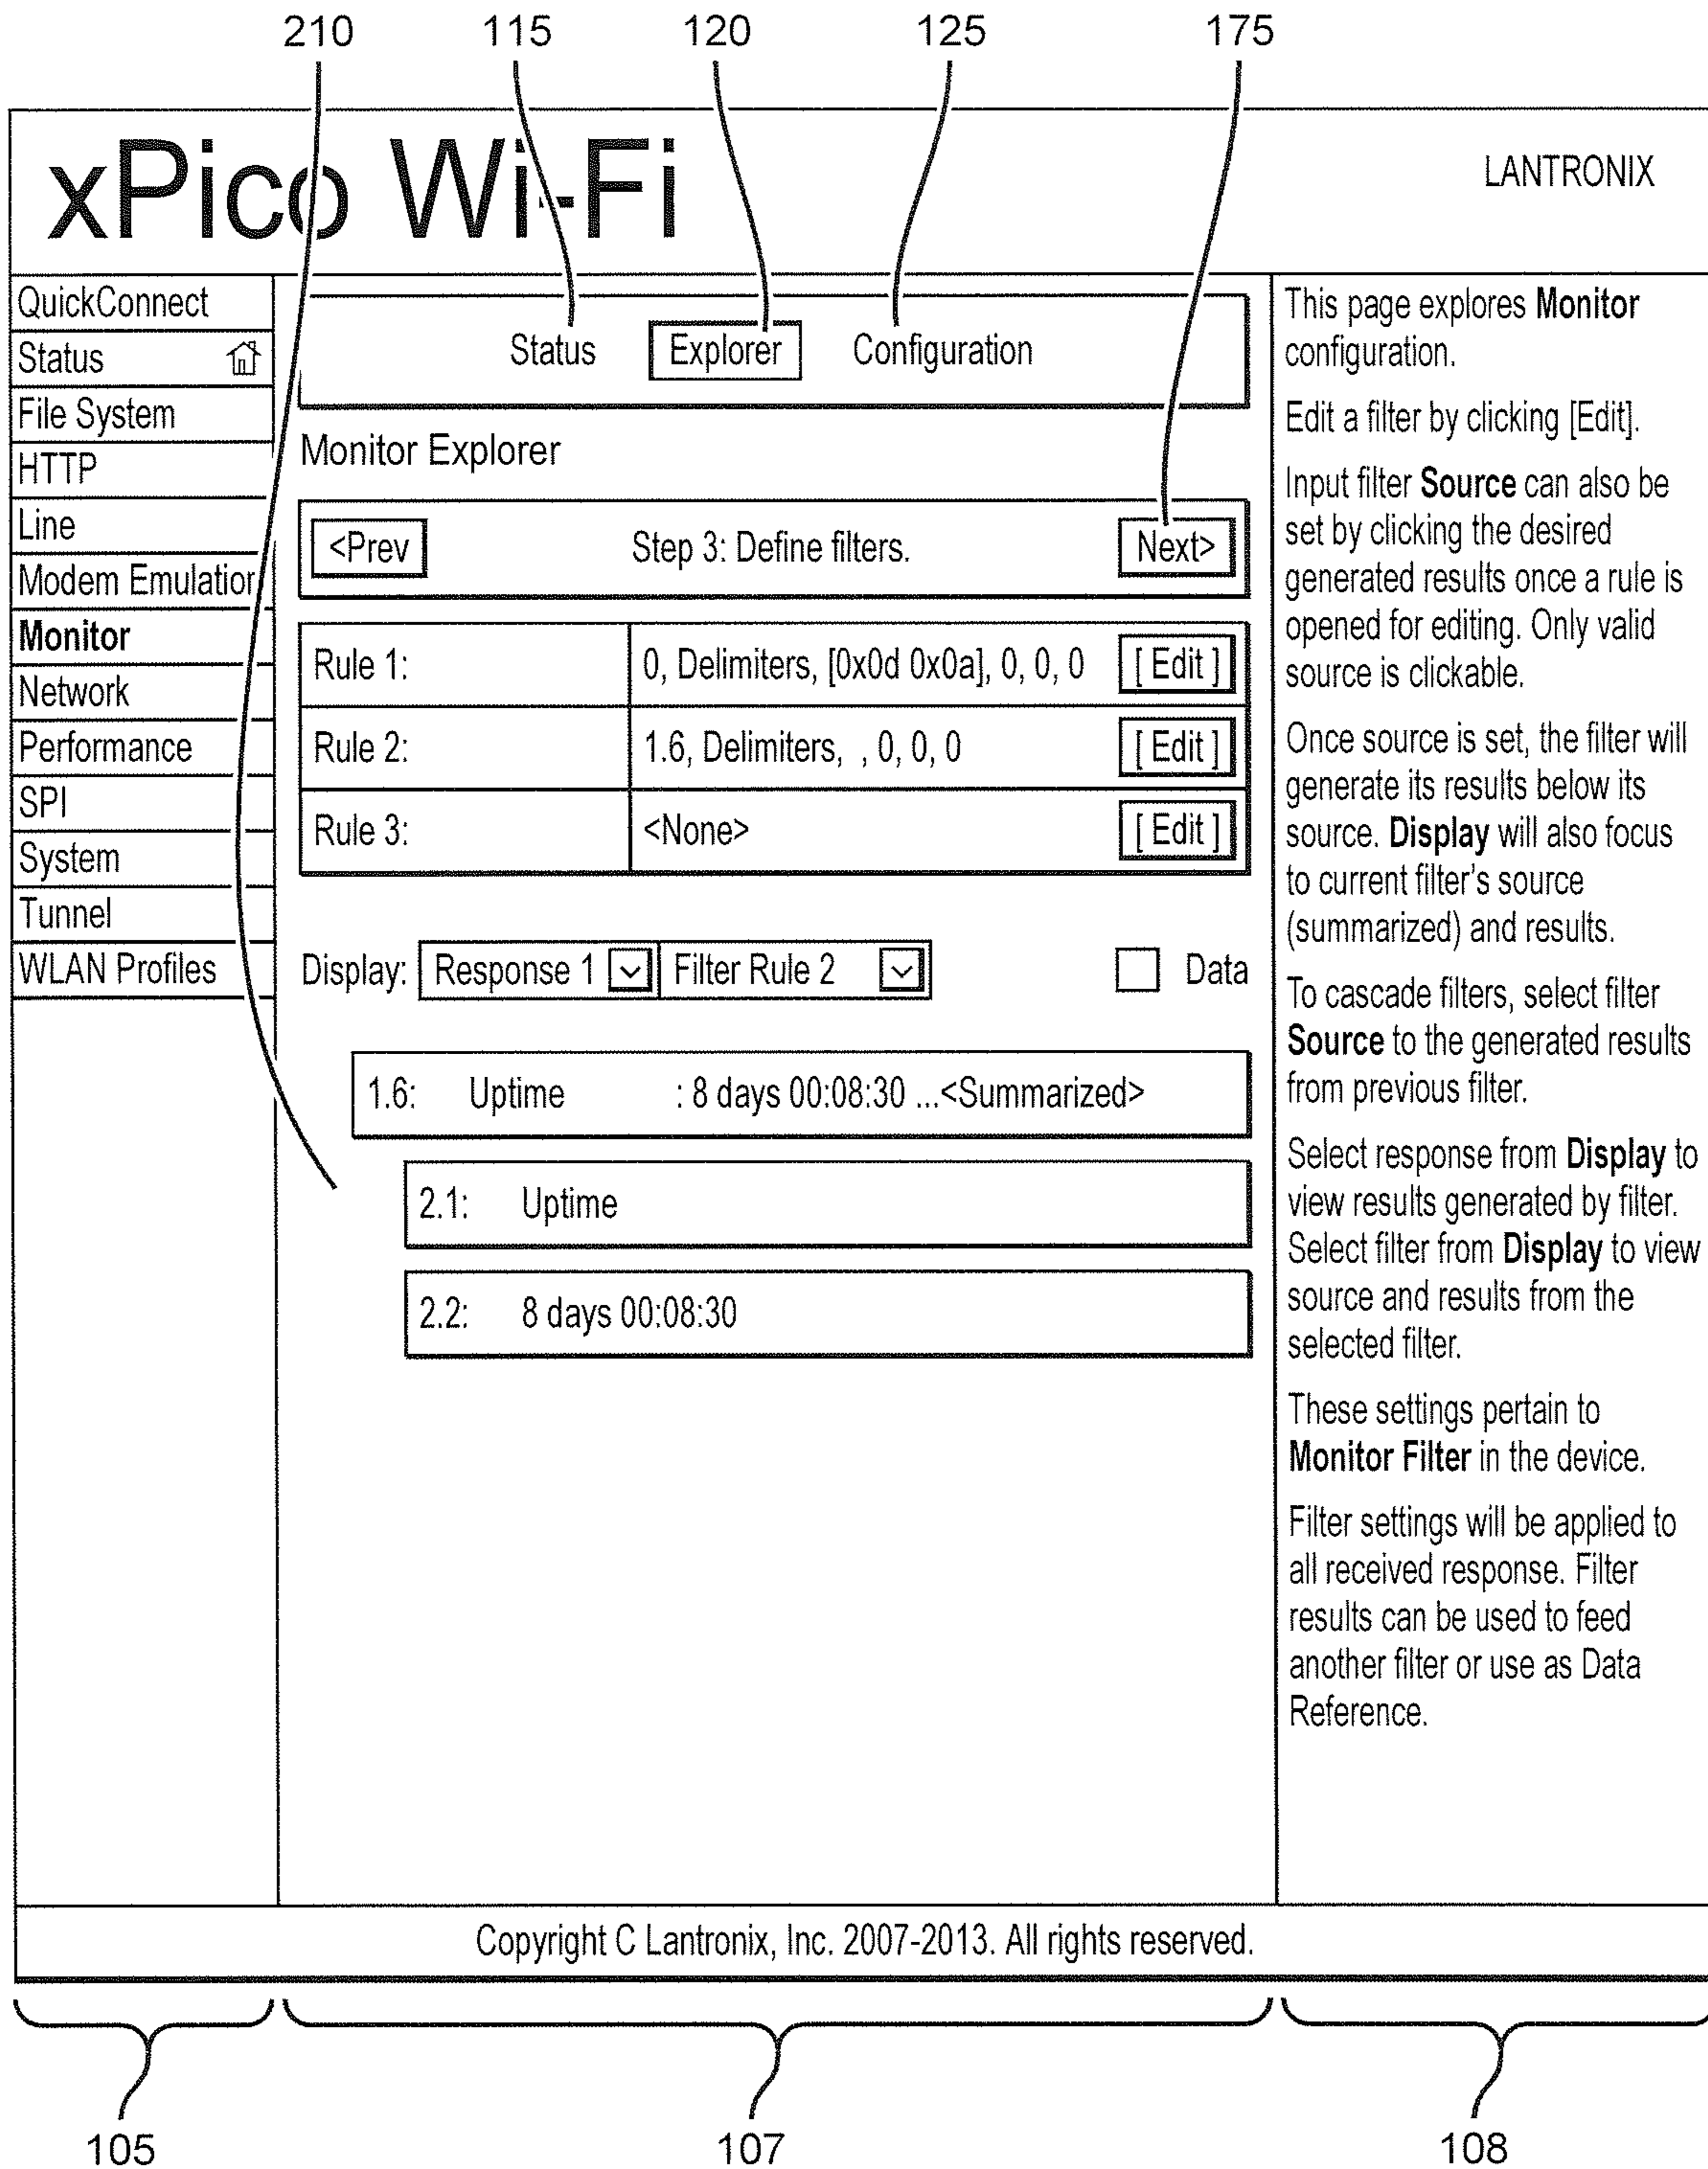 210 115 120 125 175
xPico Wi-Fi
LANTRONIX
QuickConnect
Status
File System
HTTP
Line
Modem Emulation
Monitor
Network
Performance
SPI
System
Tunnel
WLAN Profiles
Status Explorer Configuration
Monitor Explorer
<Prev Step 3: Define filters. Next>
Rule 1: 0, Delimiters, [0x0d 0x0a], 0, 0, 0 [ Edit ]
Rule 2: 1.6, Delimiters, , 0, 0, 0 [ Edit ]
Rule 3: <None> [ Edit ]
Display: Response 1 Filter Rule 2 Data
1.6: Uptime : 8 days 00:08:30 ...<Summarized>
2.1: Uptime
2.2: 8 days 00:08:30
This page explores Monitor
configuration.
Edit a filter by clicking [Edit].
Input filter Source can also be
set by clicking the desired
generated results once a rule is
opened for editing. Only valid
source is clickable.
Once source is set, the filter will
generate its results below its
source. Display will also focus
to current filter's source
(summarized) and results.
To cascade filters, select filter
Source to the generated results
from previous filter.
Select response from Display to
view results generated by filter.
Select filter from Display to view
source and results from the
selected filter.
These settings pertain to
Monitor Filter in the device.
Filter settings will be applied to
all received response. Filter
results can be used to feed
another filter or use as Data
Reference.
Copyright C Lantronix, Inc. 2007-2013. All rights reserved.
105 107 108